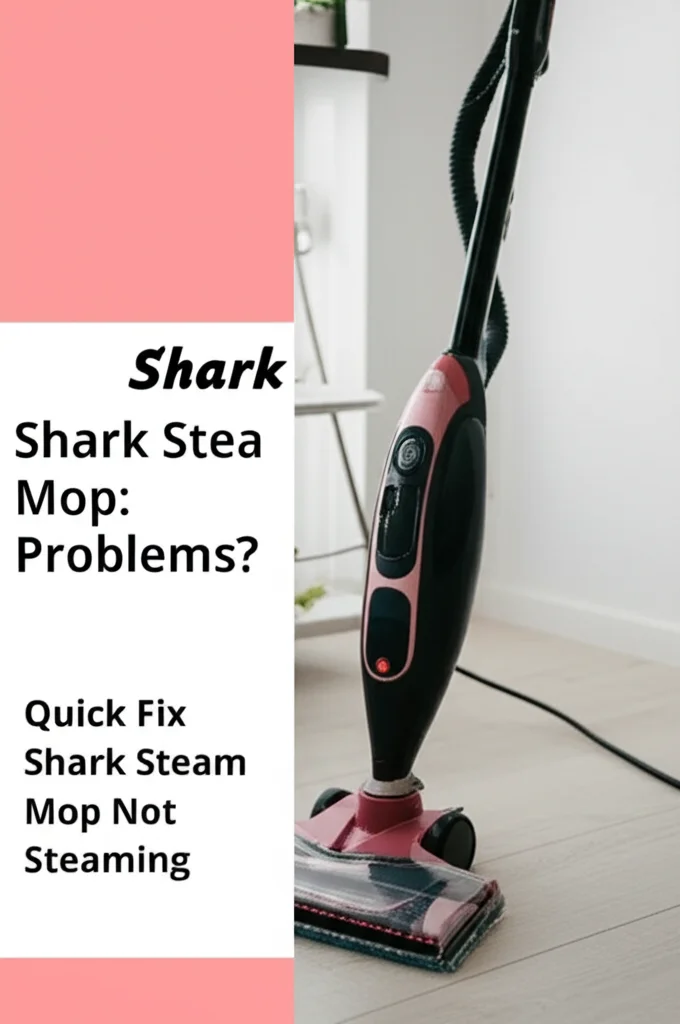 Shark
Shark Stea
Mop:
Problems?
Quick Fix
Shark Steam
Mop Not
Steaming